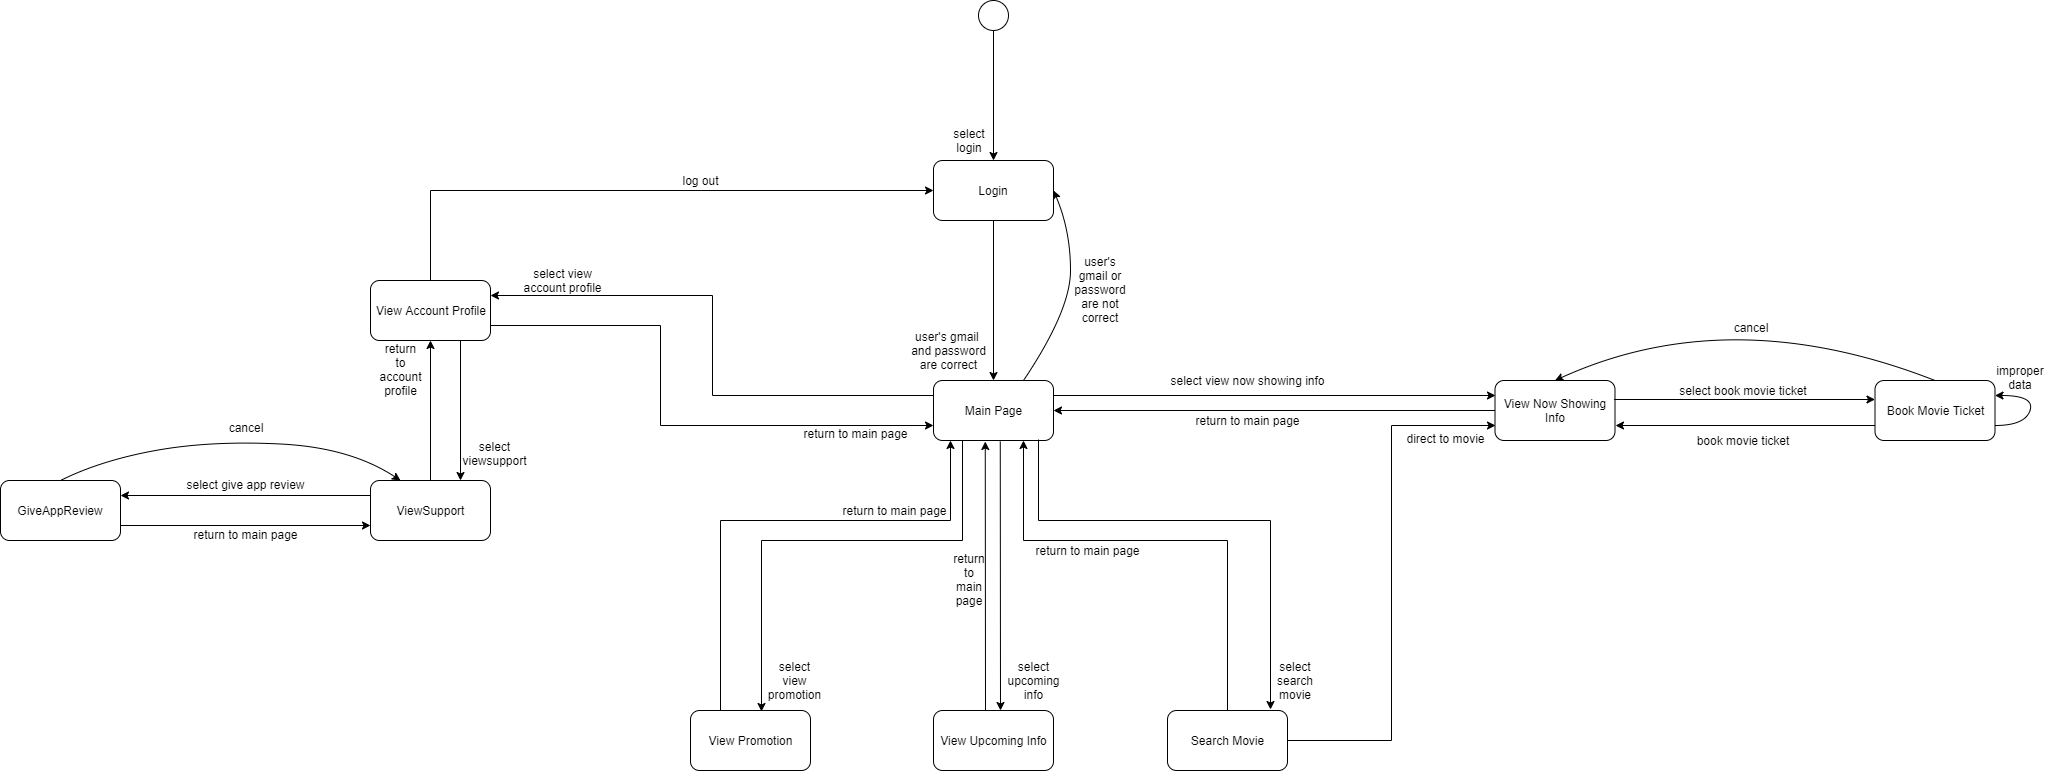 select
login
Login
log out
user's
gmail or
password
are not
correct
select view
account profile
View Account Profile
return
to
account
profile
user's gmail
and password
are correct
cancel
improper
data
select view now showing info
Main Page
View Now Showing
Info
select book movie ticket
Book Movie Ticket
return to main page
return to main page
direct to movie
book movie ticket
cancel
select
viewsupport
select give app review
GiveAppReview
ViewSupport
return to main page
return to main page
return to main page
return
to
main
page
select
view
promotion
select
upcoming
info
select
search
movie
View Promotion
View Upcoming Info
Search Movie